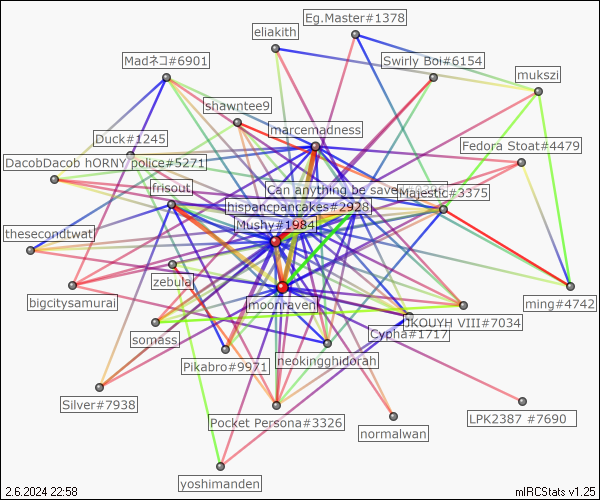 Eg.Master#1378
eliakith
Madネコ#6901
Swirly Boi#6154
mukszi
shawntee9
marcemadness
Duck#1245
Fedora Stoat#4479
DacobDacob hORNY police#5271
frisout
Can anything be saved
Majestic#3375
hispancpancakes#2928
Mushy#1984
thesecondtwat
zebulai
bigcitysamurai
moonraven
ming#4742
JKOUYH VIII#7034
somass
Cypha#1717
Pikabro#9971
neokingghidorah
Silver#7938
Pocket Persona#3326
LPK2387 #7690
normalwan
yoshimanden
2.6.2024 22:58
mIRCStats v1.25